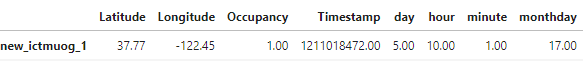 Latitude Longitude Occupancy Timestamp day hour minute monthday
new_ictmuog_1 37.77 -122.45 1.00 1211018472.00 5.00 10.00 1.00 17.00